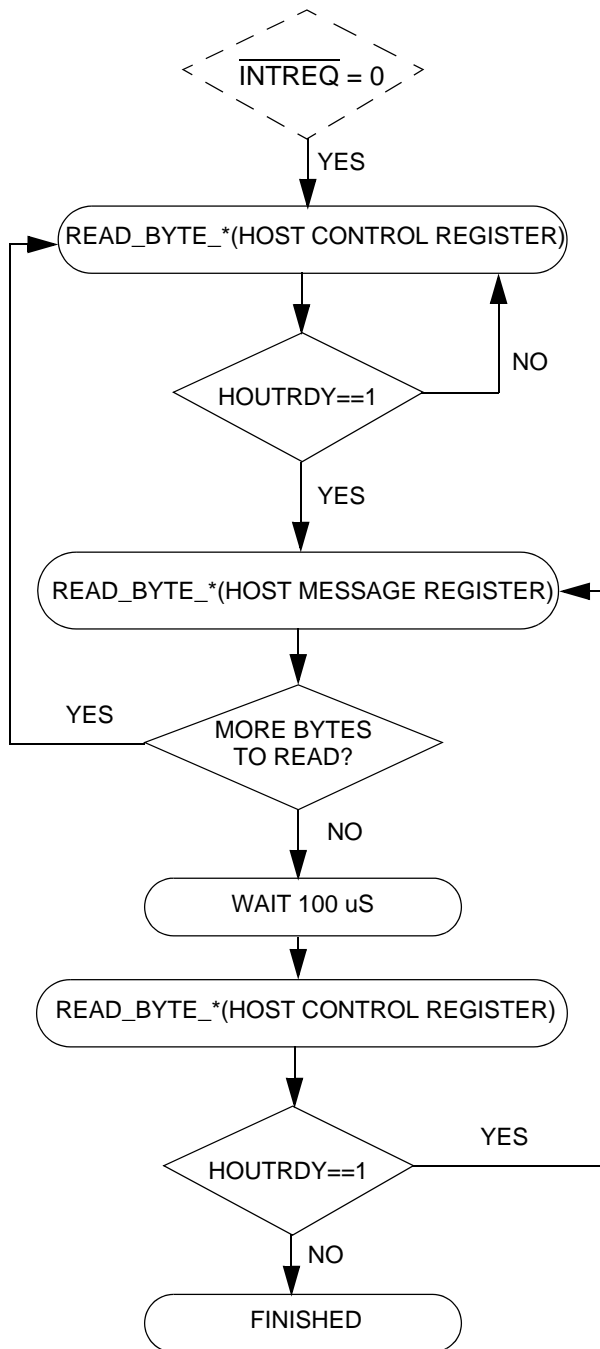 INTREQ = 0
YES
READ_BYTE_*(HOST CONTROL REGISTER)
NO
HOUTRDY==1
YES
READ_BYTE_*(HOST MESSAGE REGISTER)
YES
MORE BYTES
TO READ?
NO
WAIT 100 uS
READ_BYTE_*(HOST CONTROL REGISTER)
YES
HOUTRDY==1
NO
FINISHED